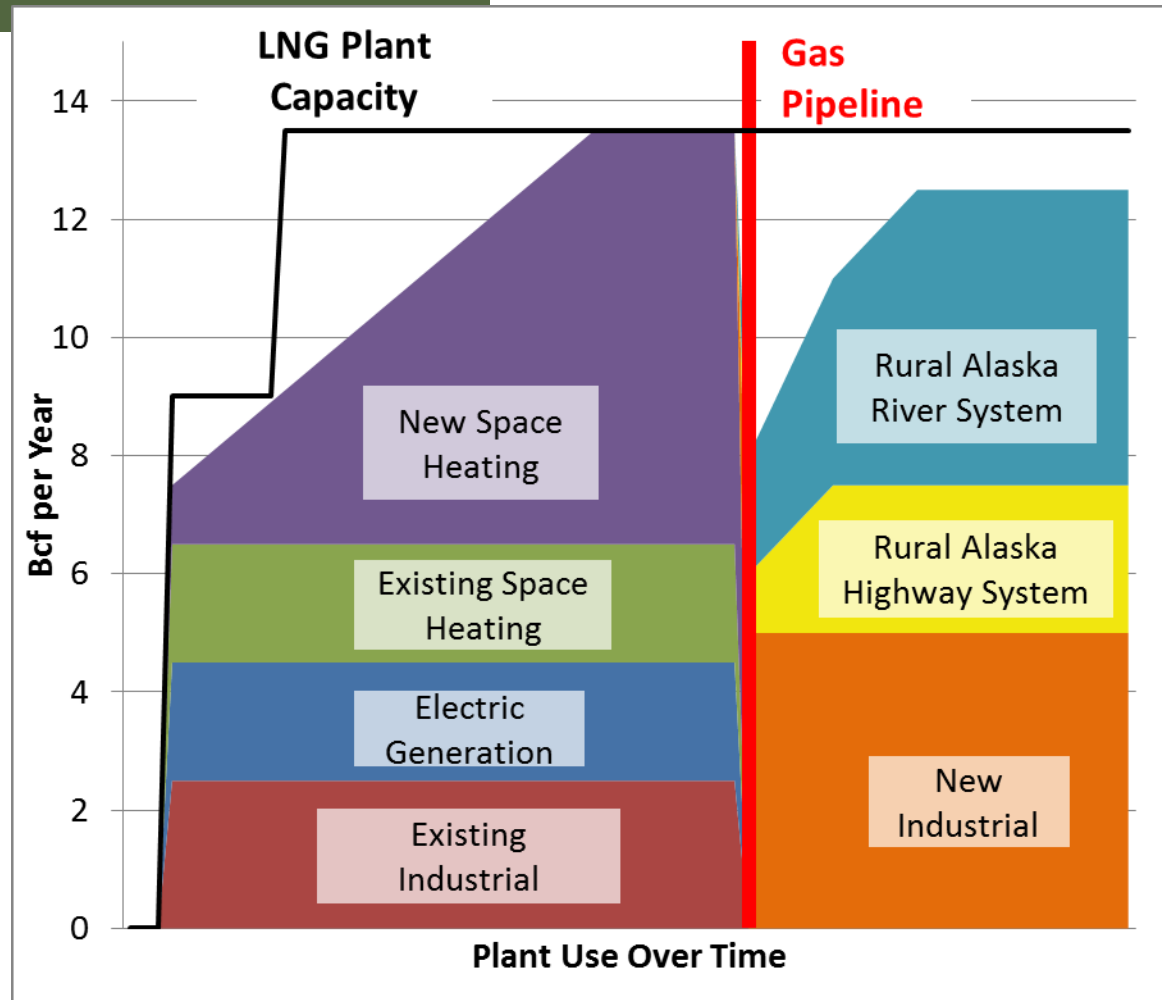 LNG Plant
Capacity
Gas
Pipeline
14
12
10
8
6
4
2
0
Bcf per Year
New Space
Heating
Existing Space
Heating
Electric
Generation
Existing
Industrial
Rural Alaska
River System
Rural Alaska
Highway System
New
Industrial
Plant Use Over Time